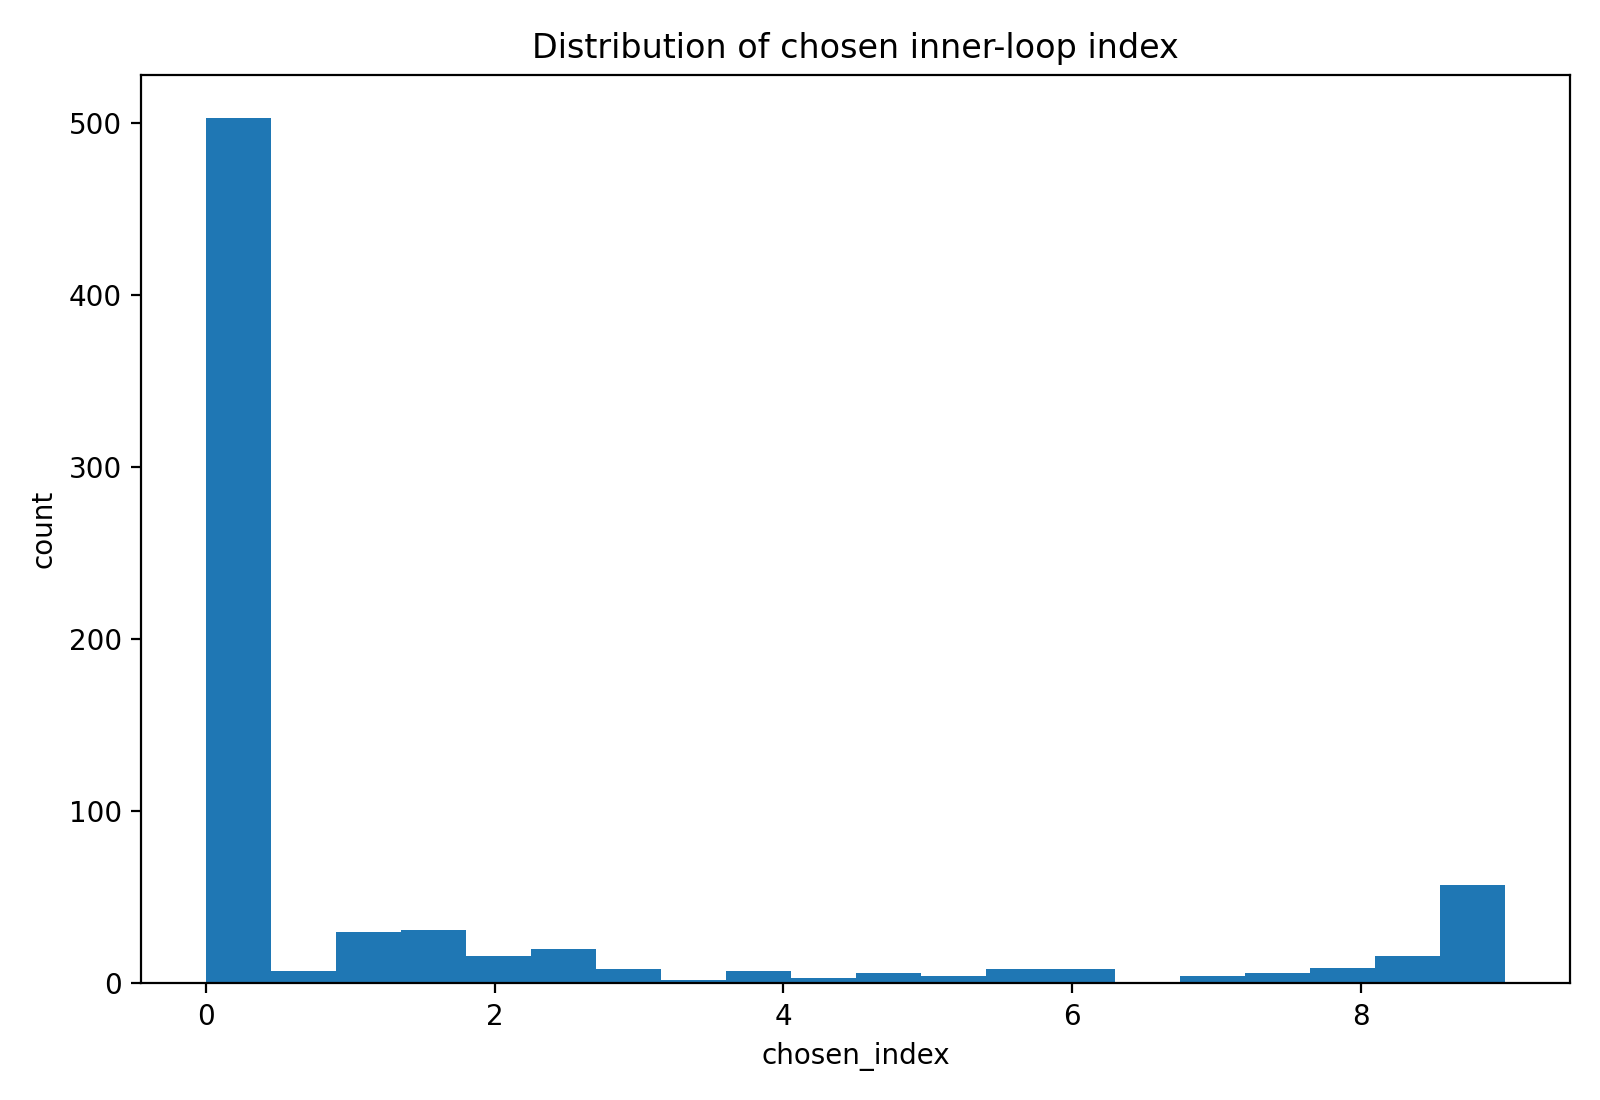 Distribution of chosen inner-loop index
500
400
300
200
100
0
count
0 2 4 6 8
chosen_index